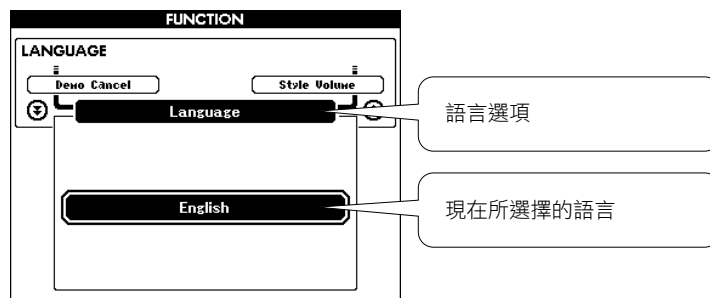 FUNCTION
LANGUAGE
Demo Cancel
Style Volume
Language
語言選項
English
現在所選擇的語言